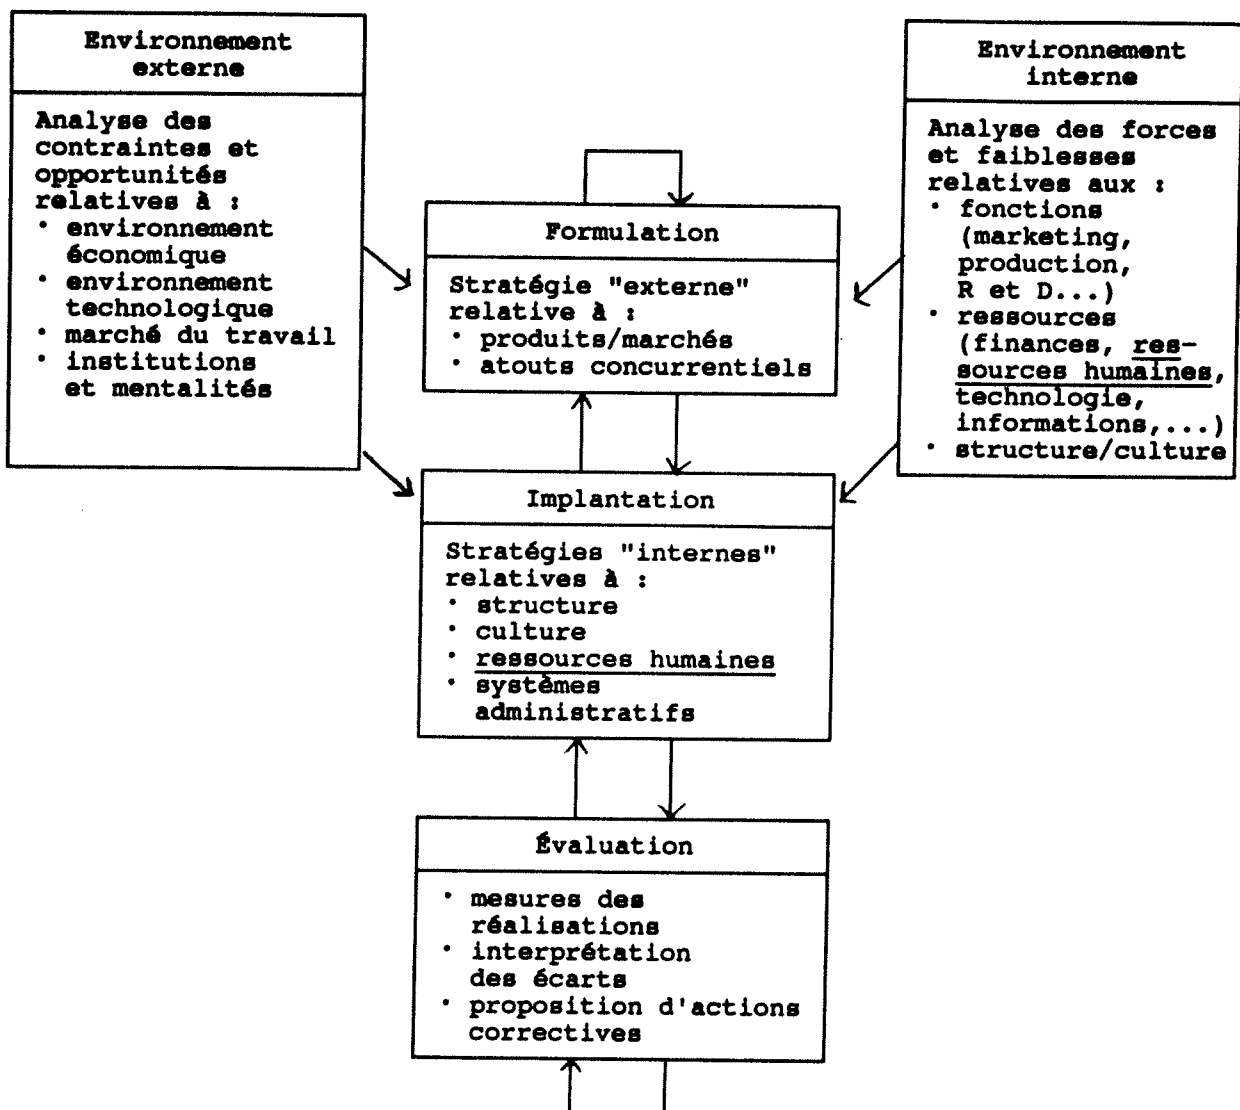 Environnement
externe
Analyse des
contraintes et
opportunités
relatives à :
· environnement
économique
· environnement
technologique
· marché du travail
· institutions
et mentalités
Formulation
Stratégie "externe"
relative à :
· produits/marchés
· atouts concurrentiels
Environnement
interne
Analyse des forces
et faiblesses
relatives aux :
· fonctions
(marketing,
production,
R et D...)
· ressources
(finances, res-
sources humaines,
technologie,
informations,...)
· structure/culture
Implantation
Stratégies "internes"
relatives à :
· structure
· culture
· ressources humaines
· systèmes
administratifs
Évaluation
· mesures des
réalisations
· interprétation
des écarts
· proposition d'actions
correctives